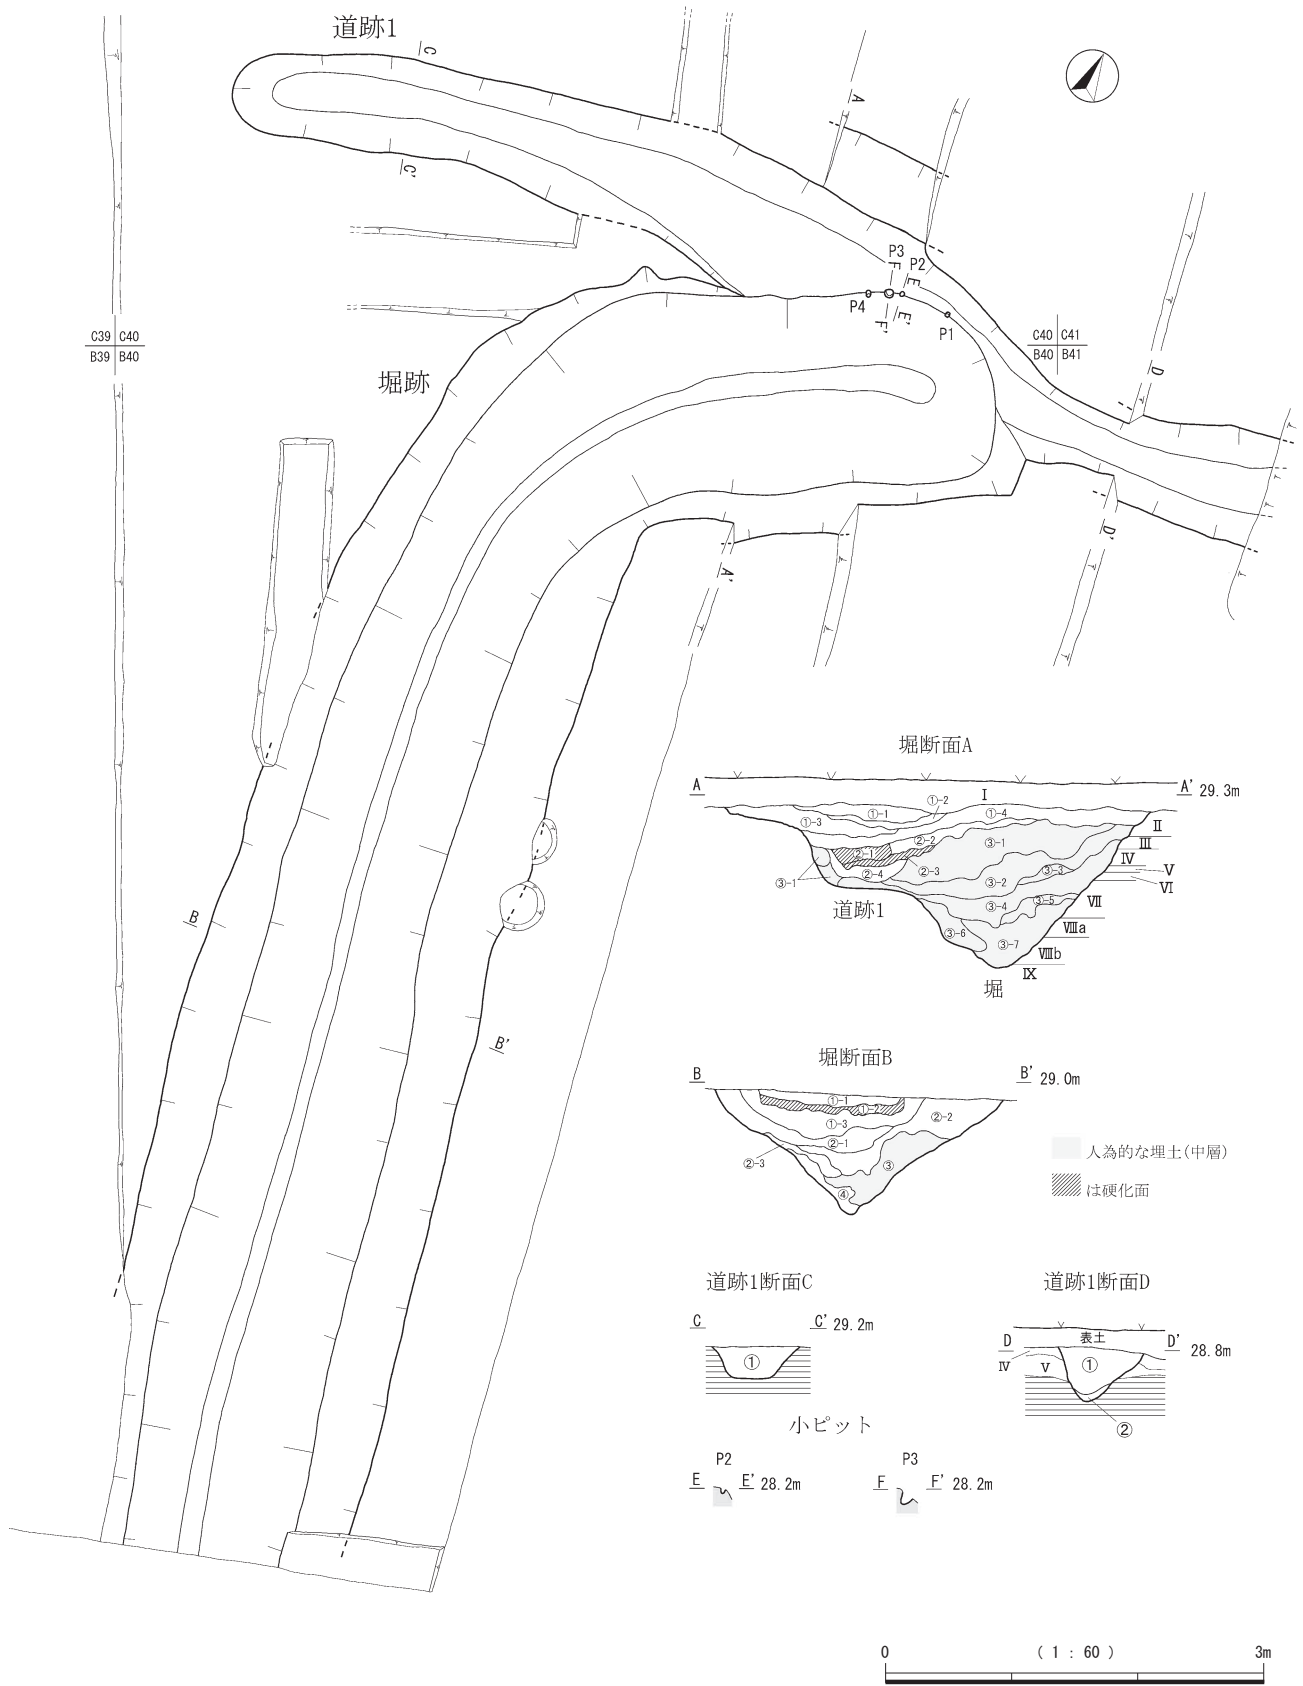 道跡1
C
C'
A
P3
F
P2
E
P4
F'
E'
P1
C39 C40
B39 B40
C40 C41
B40 B41
堀跡
D
D'
A'
B
B'
堀断面A
A
A' 29.3m
I
①-2
①-1
①-4
①-3
②-2
③-1
②-1
②-3
②-4
③-1
③-2
③-3
③-4
③-5
③-6
③-7
II
III
IV
V
VI
VII
VIIIa
VIIIb
IX
道跡1
堀
堀断面B
B
B' 29.0m
①-1
①-2
①-3
②-2
②-1
②-3
③
④
人為的な埋土(中層)
は硬化面
道跡1断面C
C
C' 29.2m
①
道跡1断面D
D
表土
D' 28.8m
IV
V
①
②
小ピット
P2
E
E' 28.2m
P3
F
F' 28.2m
0
( 1 : 60 )
3m